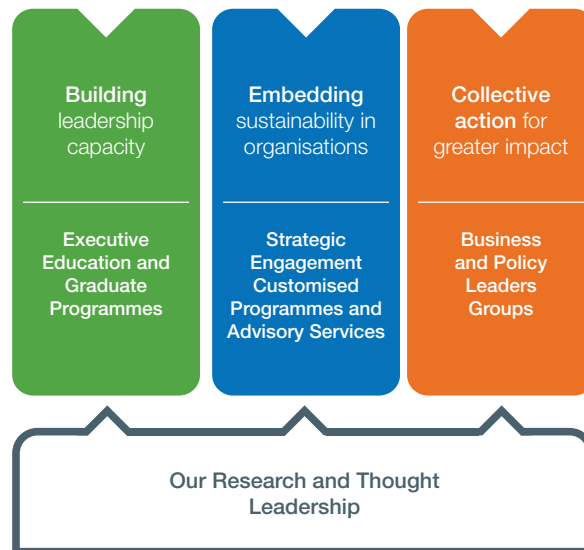 Building
leadership
capacity
Executive
Education and
Graduate
Programmes
Embedding
sustainability in
organisations
Strategic
Engagement
Customised
Programmes and
Advisory Services
Collective
action for
greater impact
Business
and Policy
Leaders
Groups
Our Research and Thought
Leadership